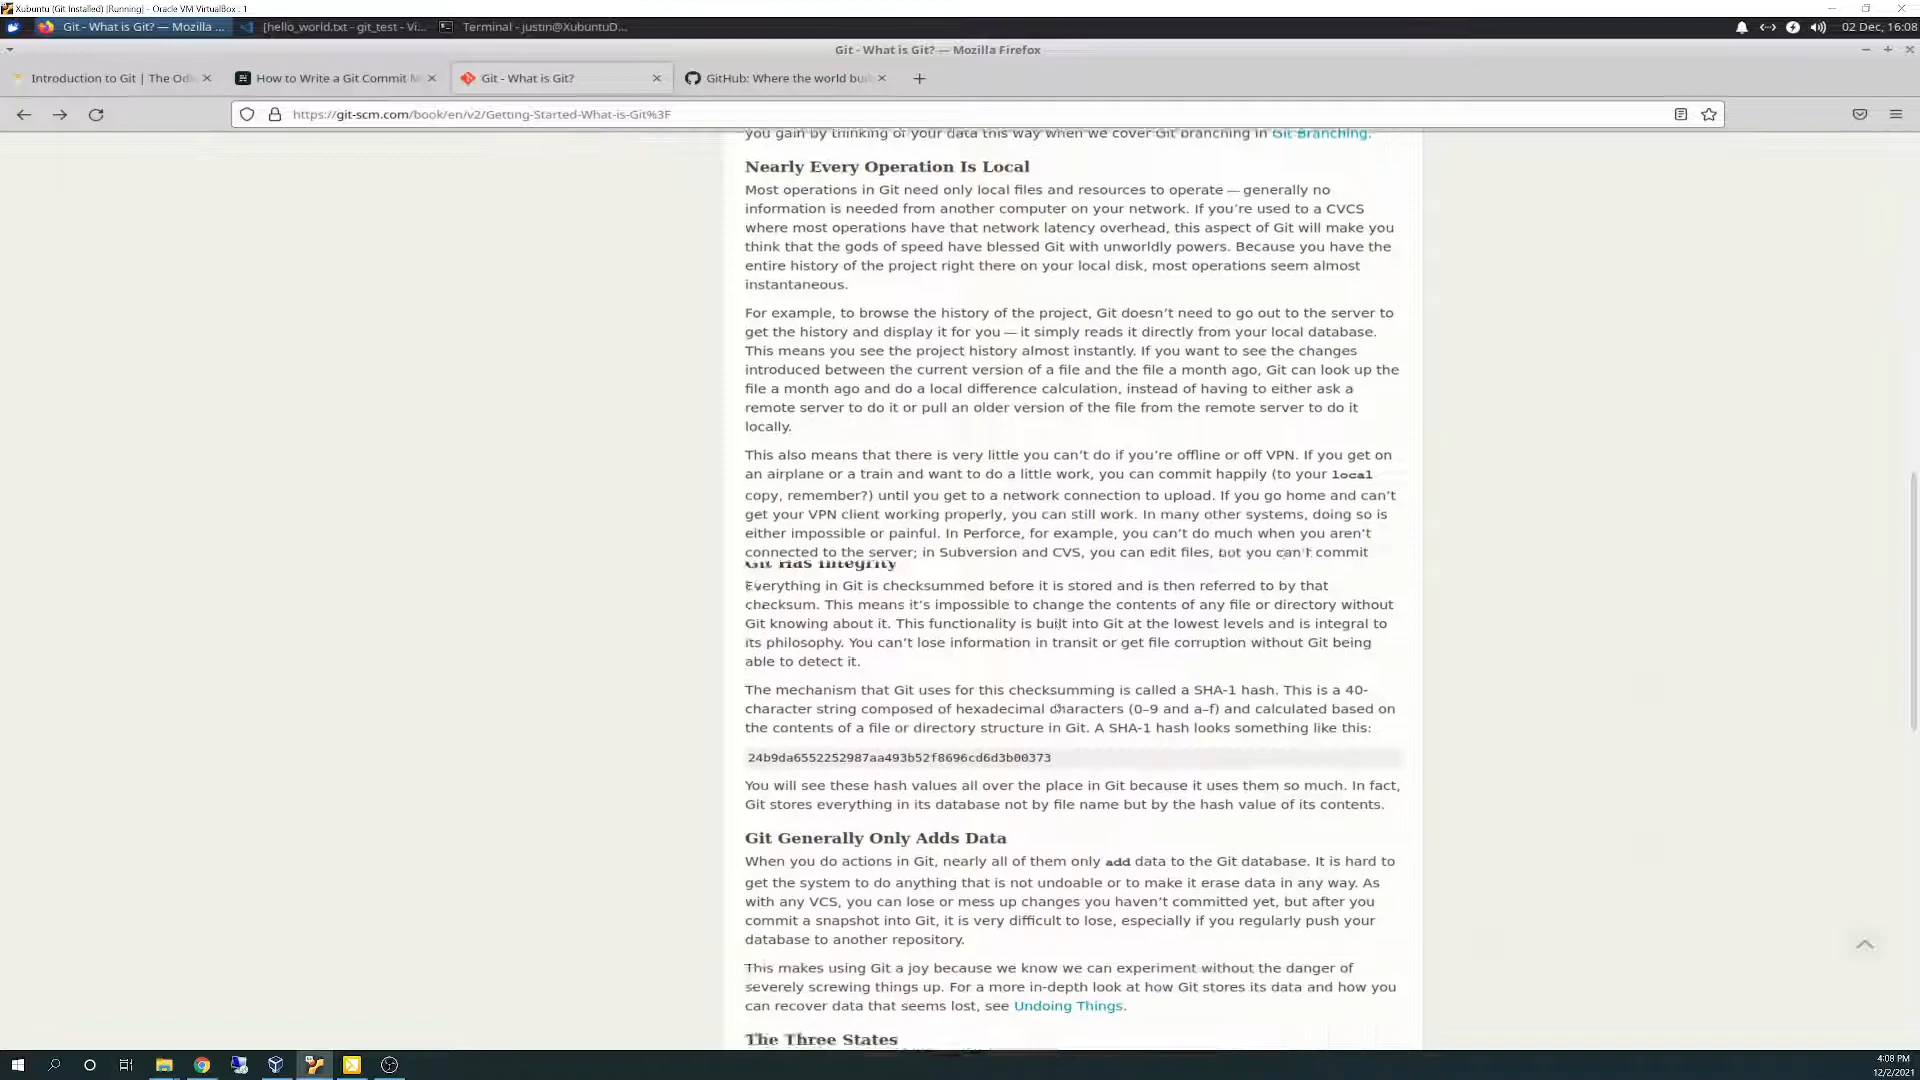 Xubuntu (Git Installed) [Running] - Oracle VM VirtualBox : 1
Git - What is Git? — Mozilla ...
[hello_world.txt - git_test - Vi...
Terminal - justin@XubuntuD...
02 Dec, 16:08
Git - What is Git? — Mozilla Firefox
Introduction to Git | The Odi
How to Write a Git Commit M
Git - What is Git?
GitHub: Where the world bui
https://git-scm.com/book/en/v2/Getting-Started-What-is-Git%3F
you gain by thinking of your data this way when we cover Git branching in Git Branching.
Nearly Every Operation Is Local
Most operations in Git need only local files and resources to operate — generally no
information is needed from another computer on your network. If you’re used to a CVCS
where most operations have that network latency overhead, this aspect of Git will make you
think that the gods of speed have blessed Git with unworldly powers. Because you have the
entire history of the project right there on your local disk, most operations seem almost
instantaneous.
For example, to browse the history of the project, Git doesn’t need to go out to the server to
get the history and display it for you — it simply reads it directly from your local database.
This means you see the project history almost instantly. If you want to see the changes
introduced between the current version of a file and the file a month ago, Git can look up the
file a month ago and do a local difference calculation, instead of having to either ask a
remote server to do it or pull an older version of the file from the remote server to do it
locally.
This also means that there is very little you can’t do if you’re offline or off VPN. If you get on
an airplane or a train and want to do a little work, you can commit happily (to your local
copy, remember?) until you get to a network connection to upload. If you go home and can’t
get your VPN client working properly, you can still work. In many other systems, doing so is
either impossible or painful. In Perforce, for example, you can’t do much when you aren’t
connected to the server; in Subversion and CVS, you can edit files, but you can’t commit
Git Has Integrity
Everything in Git is checksummed before it is stored and is then referred to by that
checksum. This means it’s impossible to change the contents of any file or directory without
Git knowing about it. This functionality is built into Git at the lowest levels and is integral to
its philosophy. You can’t lose information in transit or get file corruption without Git being
able to detect it.
The mechanism that Git uses for this checksumming is called a SHA-1 hash. This is a 40-
character string composed of hexadecimal characters (0–9 and a–f) and calculated based on
the contents of a file or directory structure in Git. A SHA-1 hash looks something like this:
24b9da6552252987aa493b52f8696cd6d3b00373
You will see these hash values all over the place in Git because it uses them so much. In fact,
Git stores everything in its database not by file name but by the hash value of its contents.
Git Generally Only Adds Data
When you do actions in Git, nearly all of them only add data to the Git database. It is hard to
get the system to do anything that is not undoable or to make it erase data in any way. As
with any VCS, you can lose or mess up changes you haven’t committed yet, but after you
commit a snapshot into Git, it is very difficult to lose, especially if you regularly push your
database to another repository.
This makes using Git a joy because we know we can experiment without the danger of
severely screwing things up. For a more in-depth look at how Git stores its data and how you
can recover data that seems lost, see Undoing Things.
The Three States
4:08 PM
12/2/2021